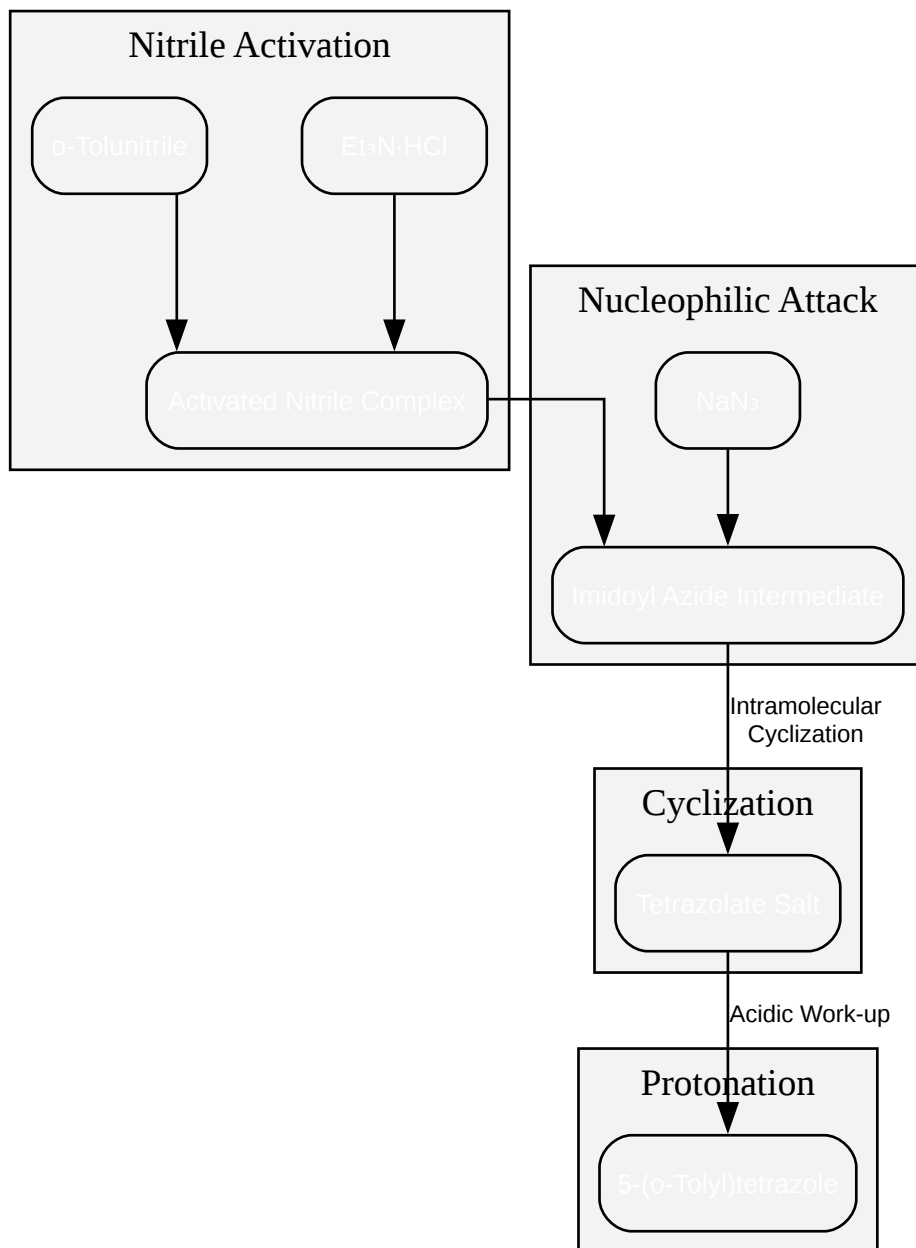 Nitrile Activation
o-Tolunitrile
Et₃N·HCl
Activated Nitrile Complex
Nucleophilic Attack
NaN₃
Imidoyl Azide Intermediate
Intramolecular
Cyclization
Cyclization
Tetrazolate Salt
Acidic Work-up
Protonation
5-(o-Tolyl)tetrazole